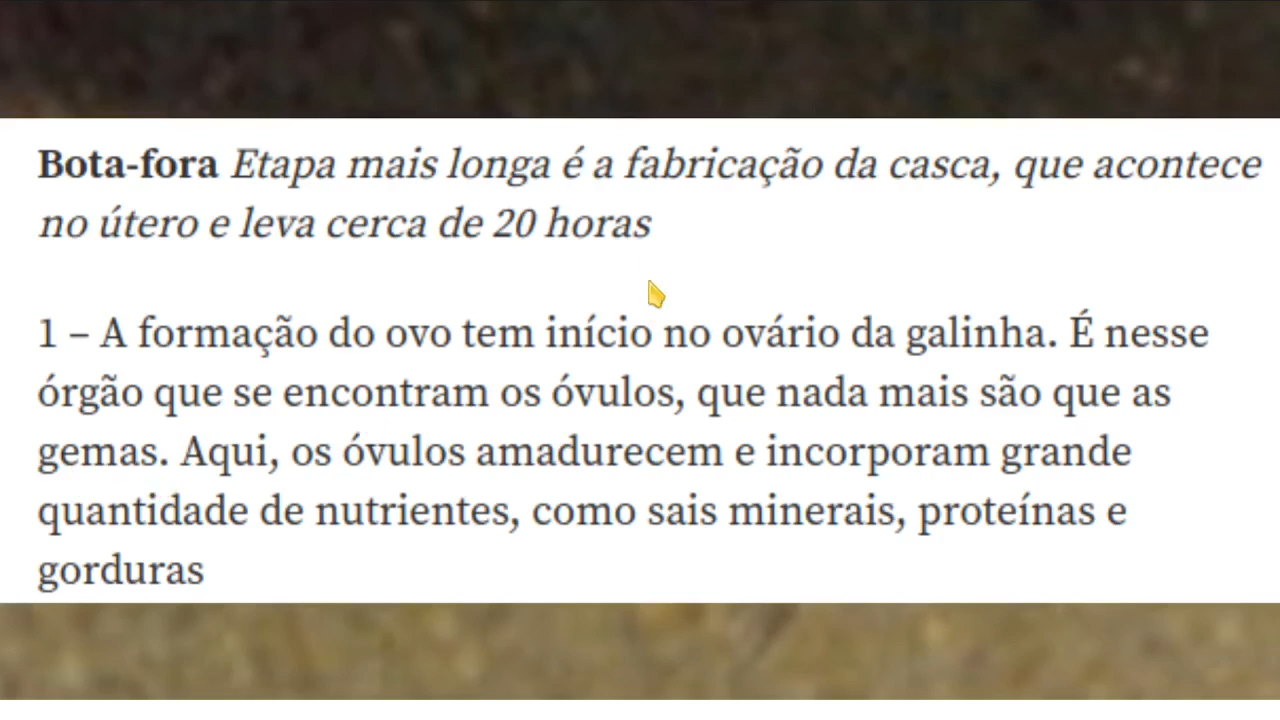 Bota-fora Etapa mais longa é a fabricação da casca, que acontece
no útero e leva cerca de 20 horas
1 – A formação do ovo tem início no ovário da galinha. É nesse
órgão que se encontram os óvulos, que nada mais são que as
gemas. Aqui, os óvulos amadurecem e incorporam grande
quantidade de nutrientes, como sais minerais, proteínas e
gorduras